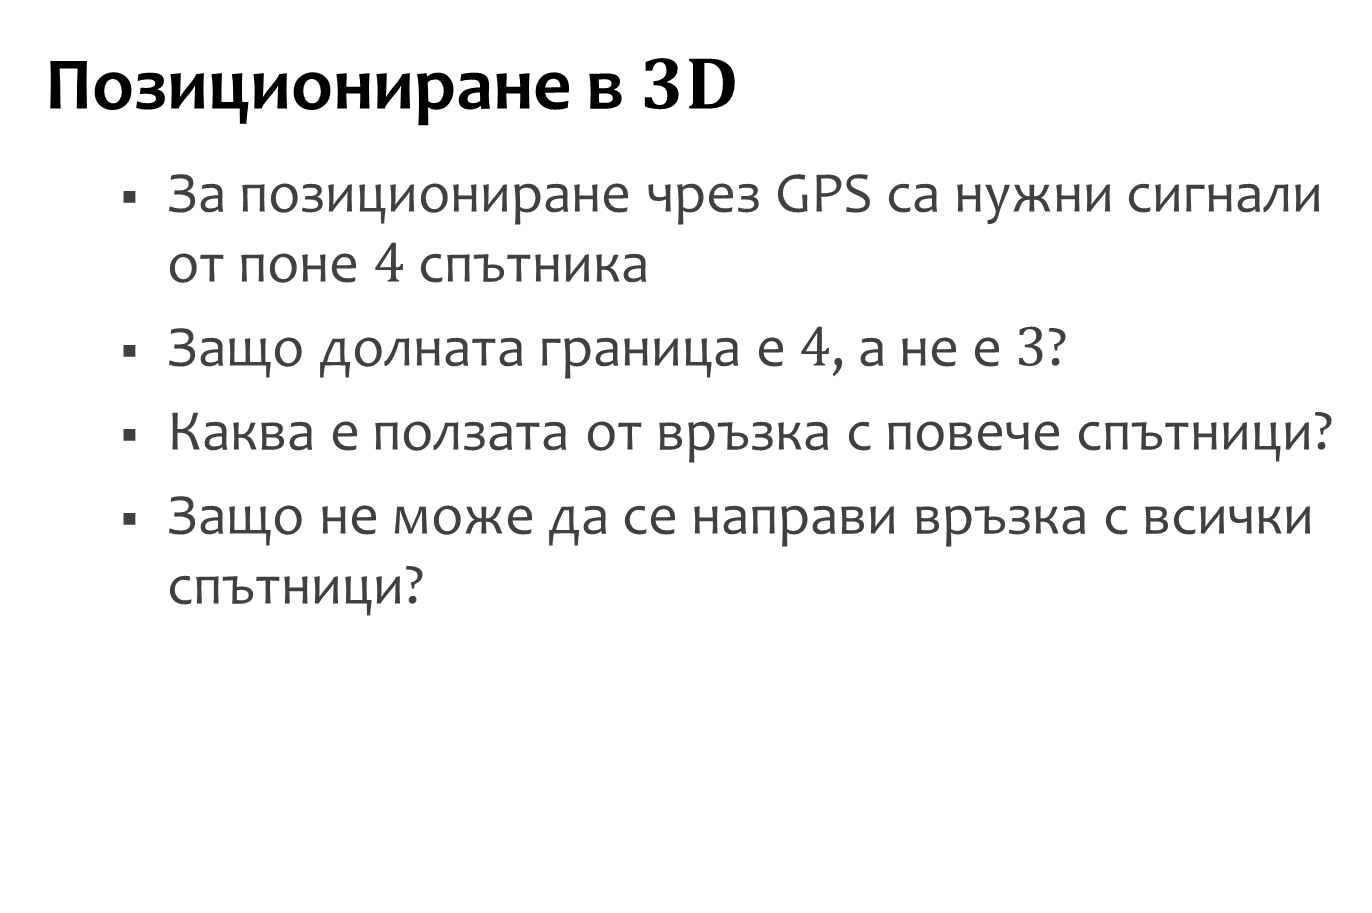 Позициониране в 3D
▪ За позициониране чрез GPS са нужни сигнали
от поне 4 спътника
▪ Защо долната граница е 4, а не е 3?
▪ Каква е ползата от връзка с повече спътници?
▪ Защо не може да се направи връзка с всички
спътници?